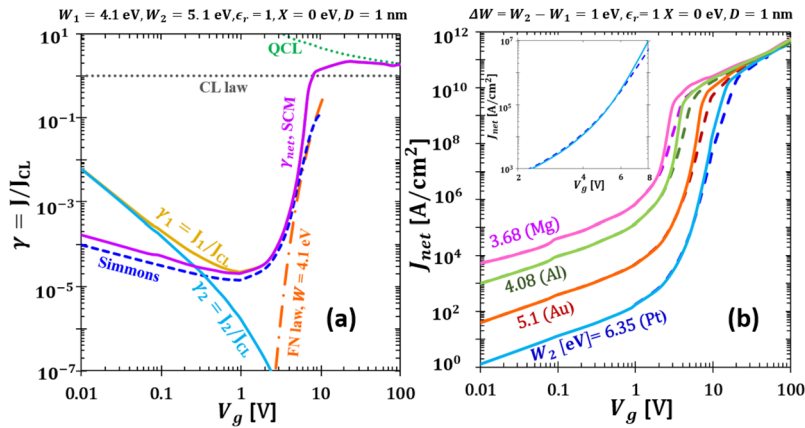 W₁ = 4.1 eV, W₂ = 5.1 eV, ϵᵣ = 1, X = 0 eV, D = 1 nm
(a)
γ = J/J_CL
10¹
10⁻¹
10⁻³
10⁻⁵
10⁻⁷
QCL
CL law
γ_net, SCM
γ₁ = J₁/J_CL
Simmons
γ₂ = J₂/J_CL
FN law, W = 4.1 eV
0.01 0.1 1 10 100
V_g [V]
ΔW = W₂ − W₁ = 1 eV, ϵᵣ = 1 X = 0 eV, D = 1 nm
(b)
J_net [A/cm²]
10¹²
10¹⁰
10⁸
10⁶
10⁴
10²
10⁰
J_net [A/cm²]
10⁷
10⁵
10³
2 4 6 8
V_g [V]
3.68 (Mg)
4.08 (Al)
5.1 (Au)
W₂ [eV]= 6.35 (Pt)
0.01 0.1 1 10 100
V_g [V]